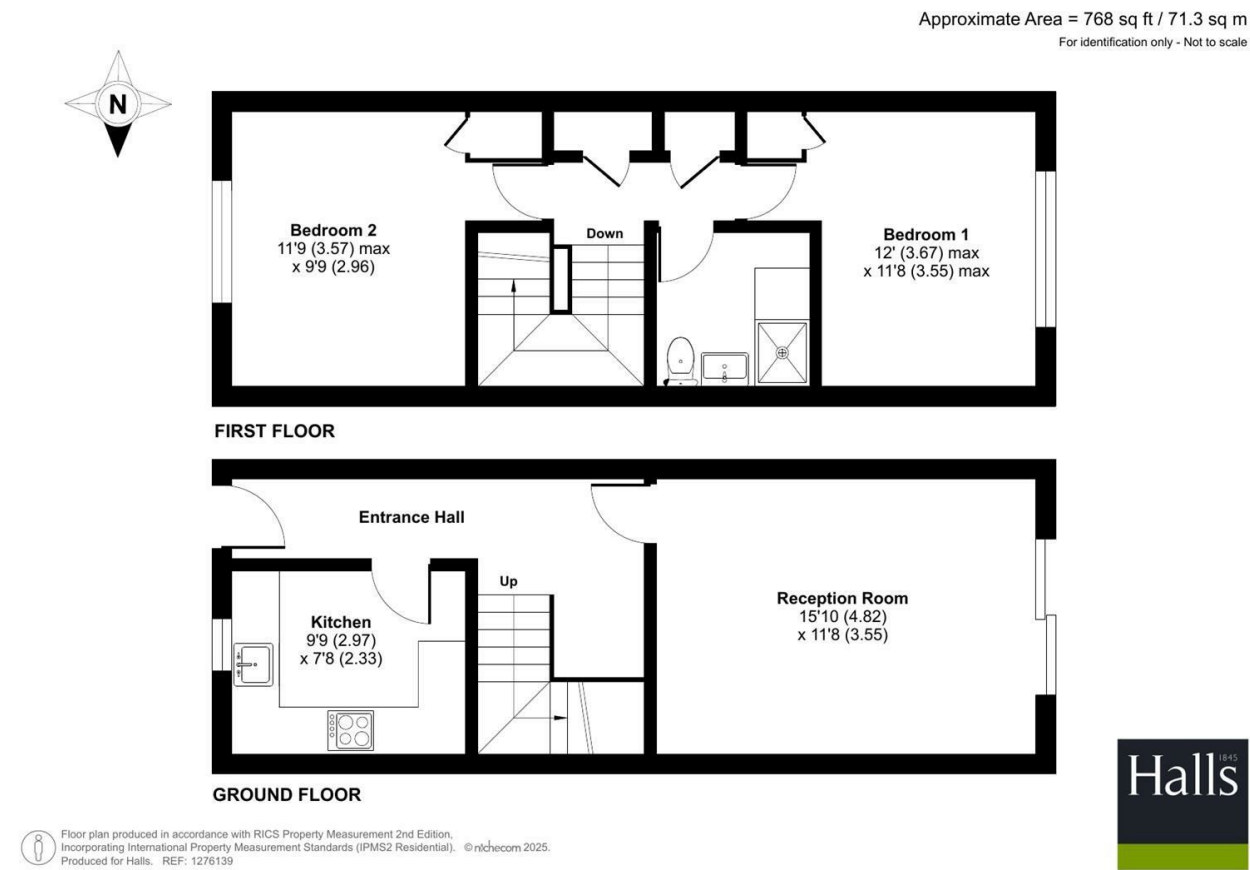 Approximate Area = 768 sq ft / 71.3 sq m
For identification only - Not to scale
N
Bedroom 2
11'9 (3.57) max
x 9'9 (2.96)
Down
Bedroom 1
12' (3.67) max
x 11'8 (3.55) max
FIRST FLOOR
Entrance Hall
Up
Kitchen
9'9 (2.97)
x 7'8 (2.33)
Reception Room
15'10 (4.82)
x 11'8 (3.55)
GROUND FLOOR
Halls
1845
Floor plan produced in accordance with RICS Property Measurement 2nd Edition,
Incorporating International Property Measurement Standards (IPMS2 Residential). © nichecom 2025.
Produced for Halls. REF: 1276139